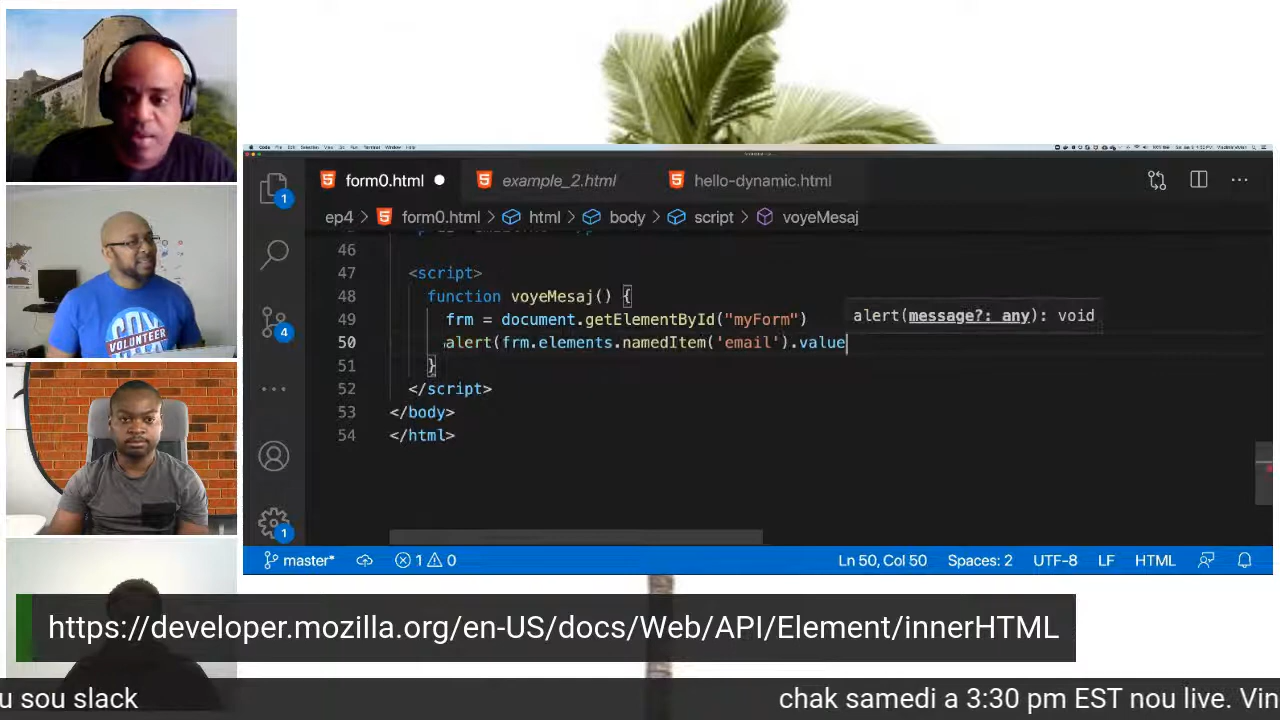 form0.html
example_2.html
hello-dynamic.html
1
ep4 > form0.html > html > body > script > voyeMesaj
46
47 <script>
48 function voyeMesaj() {
49 frm = document.getElementById("myForm")
alert(message?: any): void
50 alert(frm.elements.namedItem('email').value
51 }
52 </script>
53 </body>
54 </html>
4
1
master* 1 0 Ln 50, Col 50 Spaces: 2 UTF-8 LF HTML
VOLUNTEER
https://developer.mozilla.org/en-US/docs/Web/API/Element/innerHTML
u sou slack chak samedi a 3:30 pm EST nou live. Vin